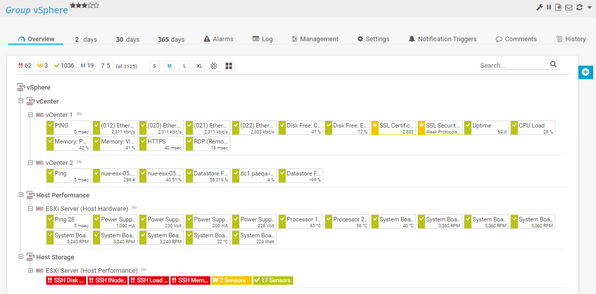 Group vSphere
Overview 2 days 30 days 365 days Alarms Log Management Settings Notification Triggers Comments History
62 3 1036 19 5 (of 1125) S M L XL Search...
vSphere
vCenter
vCenter 1
PING (012) Ether... (020) Ether... (021) Ether... (022) Ether... Disk Free: C... Disk Free: E... SSL Certific... SSL Securit... Uptime CPU Load
0 msec 2,311 kbit/s 2,311 kbit/s 2,311 kbit/s 2,323 kbit/s 47 % 72 % 2,883 Weak Protocols... 69 d 28 %
Memory: P... Memory: Vi... HTTPS RDP (Remo...
42 % 41 % 40 msec 16 msec
vCenter 2
Ping nue-esx-05... nue-esx-05... Datastore F... dc1.paeqa.i... Datastore F...
5 msec 289 # 40.51 % 59,318 % 4 % >99 %
Host Performance
ESXi Server (Host Hardware)
Ping 28 Power Supp... Power Supp... Power Supp... Power Supp... Processor 1... Processor 2... System Boa... System Boa... System Boa... System Boa...
5 msec 1,000 mA 230 Volt 200 mA 228 Volt 63 °C 56 °C 40 °C 3,360 RPM 3,360 RPM 3,360 RPM
System Boa... System Boa... System Boa... System Boa... System Boa...
3,240 RPM 3,240 RPM 3,240 RPM 22 °C 224 Watt
Host Storage
ESXi Server (Host Performance)
SSH Disk ... SSH INode... SSH Load ... SSH Mem... 2 Sensors 17 Sensors